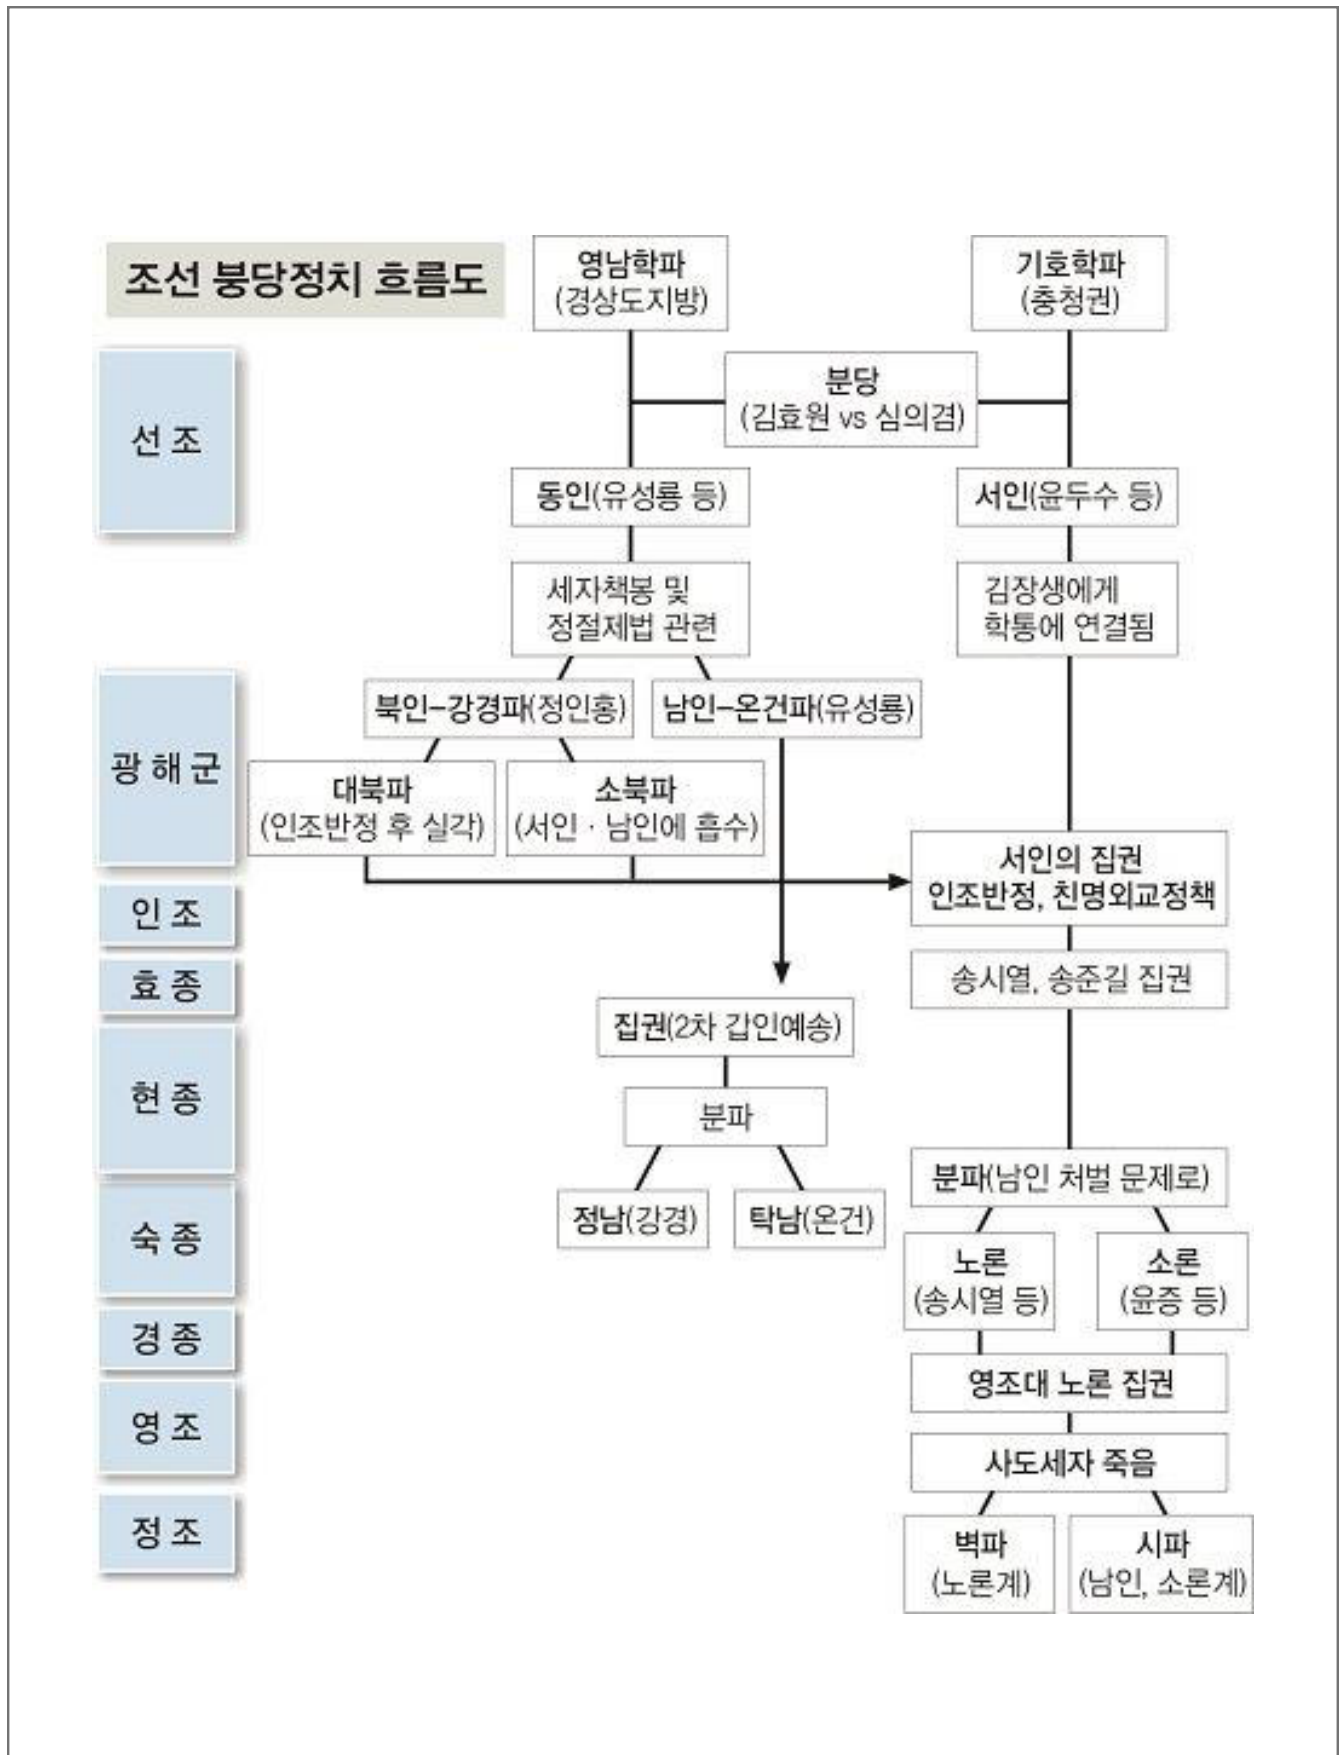 조선 붕당정치 흐름도
영남학파
(경상도지방)
기호학파
(충청권)
선조
분당
(김효원 vs 심의겸)
동인(유성룡 등)
서인(윤두수 등)
세자책봉 및
정철제법 관련
김장생에게
학통에 연결됨
광해군
북인-강경파(정인홍)
남인-온건파(유성룡)
대북파
(인조반정 후 실각)
소북파
(서인·남인에 흡수)
서인의 집권
인조반정, 친명외교정책
인조
효종
송시열, 송준길 집권
집권(2차 갑인예송)
현종
분파
분파(남인 처벌 문제로)
숙종
정남(강경)
탁남(온건)
노론
(송시열 등)
소론
(윤증 등)
경종
영조대 노론 집권
영조
사도세자 죽음
정조
벽파
(노론계)
시파
(남인, 소론계)